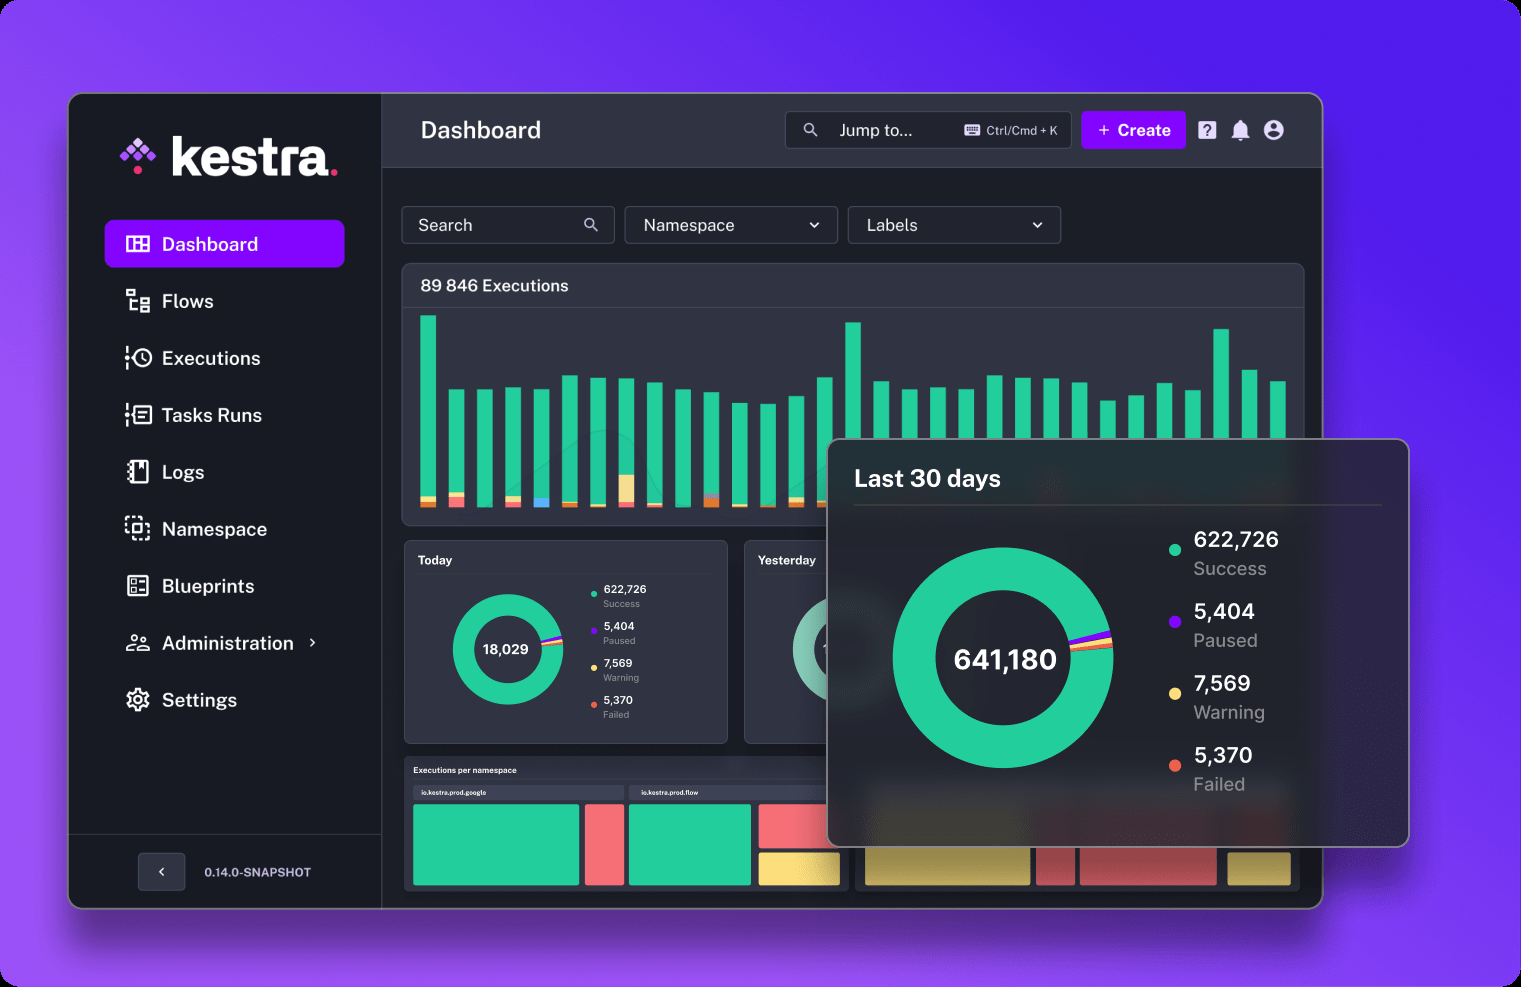 kestra.
Dashboard
Flows
Executions
Tasks Runs
Logs
Namespace
Blueprints
Administration
Settings
0.14.0-SNAPSHOT
Dashboard
Jump to...
Ctrl/Cmd + K
+ Create
Search
Namespace
Labels
89 846 Executions
Today
18,029
622,726
Success
5,404
Paused
7,569
Warning
5,370
Failed
Yesterday
Executions per namespace
io.kestra.prod.google
io.kestra.prod.flow
Last 30 days
641,180
622,726
Success
5,404
Paused
7,569
Warning
5,370
Failed